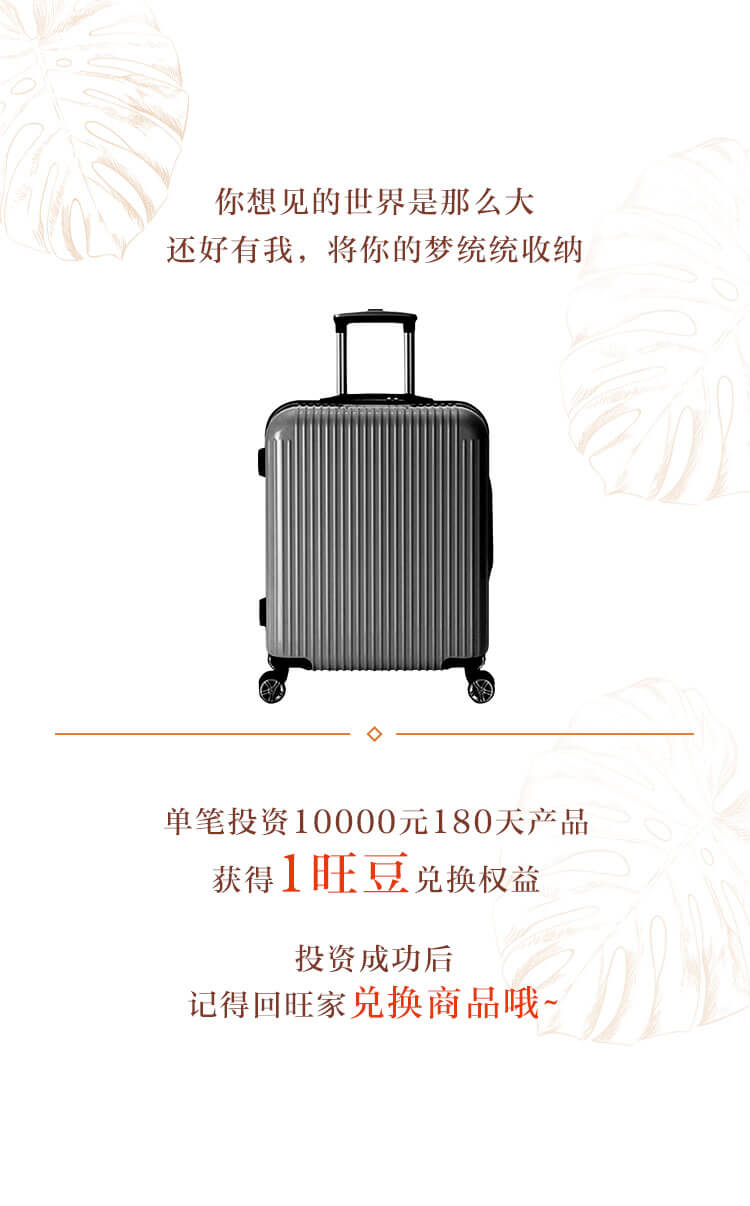 你想见的世界是那么大
还好有我，将你的梦统统收纳
单笔投资10000元180天产品
获得1旺豆兑换权益
投资成功后
记得回旺家兑换商品哦~